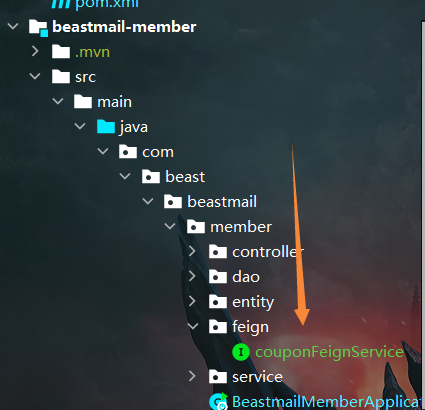 pom.xml
beastmail-member
.mvn
src
main
java
com
beast
beastmail
member
controller
dao
entity
feign
couponFeignService
service
BeastmailMemberApplicat